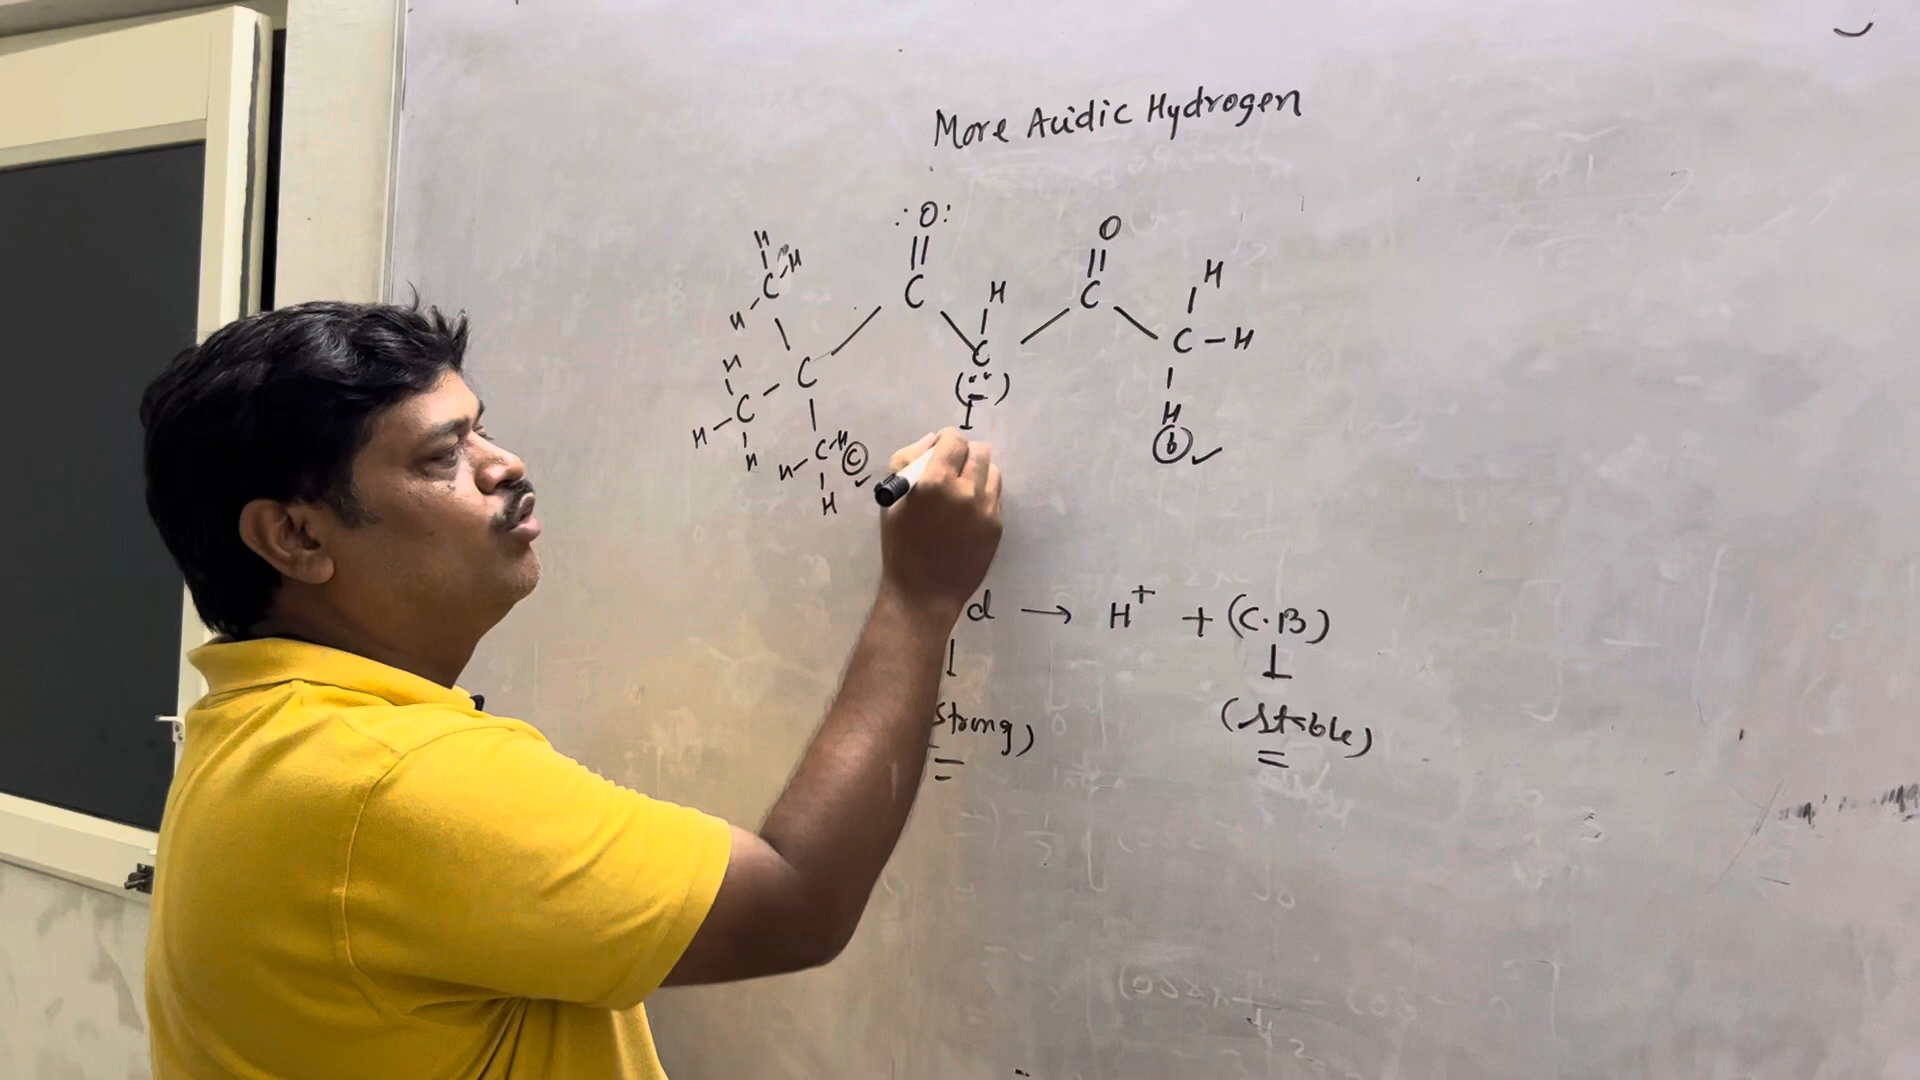 More Acidic Hydrogen
:O: O
H H H
C C H C
H C C-H
H C (..-) H
H-C b
H C-H c
H H
H
d → H+ + (C.B)
Strong) (Stable)